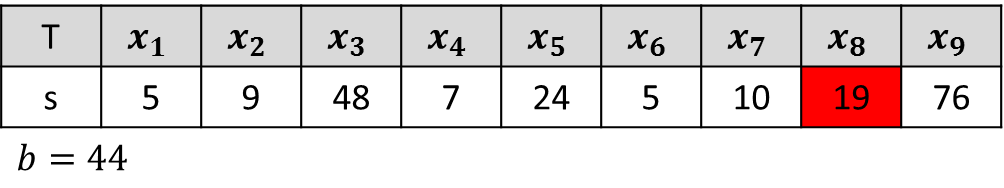 T x₁ x₂ x₃ x₄ x₅ x₆ x₇ x₈ x₉
s 5 9 48 7 24 5 10 19 76
b = 44